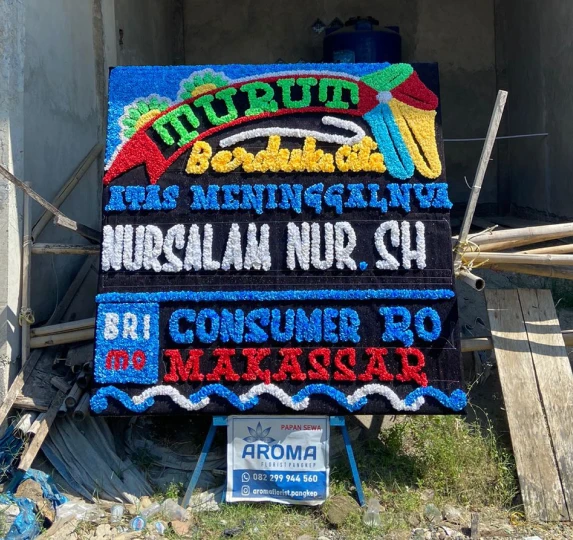 TURUT
Berduka Cita
ATAS MENINGGALNYA
NURSALAM NUR.SH
BRI
mo
CONSUMER RO
MAKASSAR
PAPAN SEWA
AROMA
FLORIST.PANGKEP
082 299 944 560
aromaflorist.pangkep